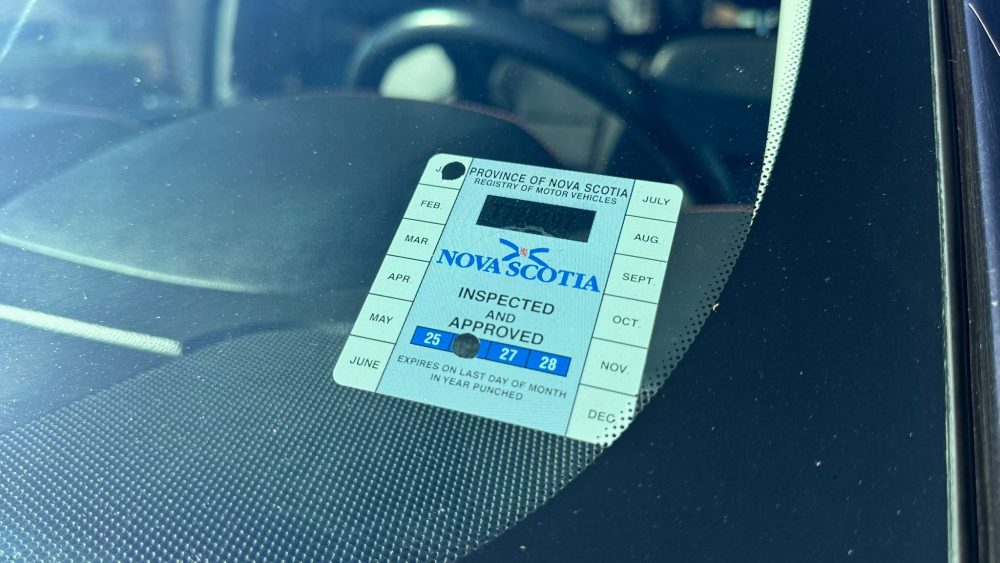 J
PROVINCE OF NOVA SCOTIA
REGISTRY OF MOTOR VEHICLES
FEB.
MAR.
APR.
MAY
JUNE
NOVA SCOTIA
INSPECTED
AND
APPROVED
25 27 28
EXPIRES ON LAST DAY OF MONTH
IN YEAR PUNCHED
JULY
AUG.
SEPT.
OCT.
NOV.
DEC.